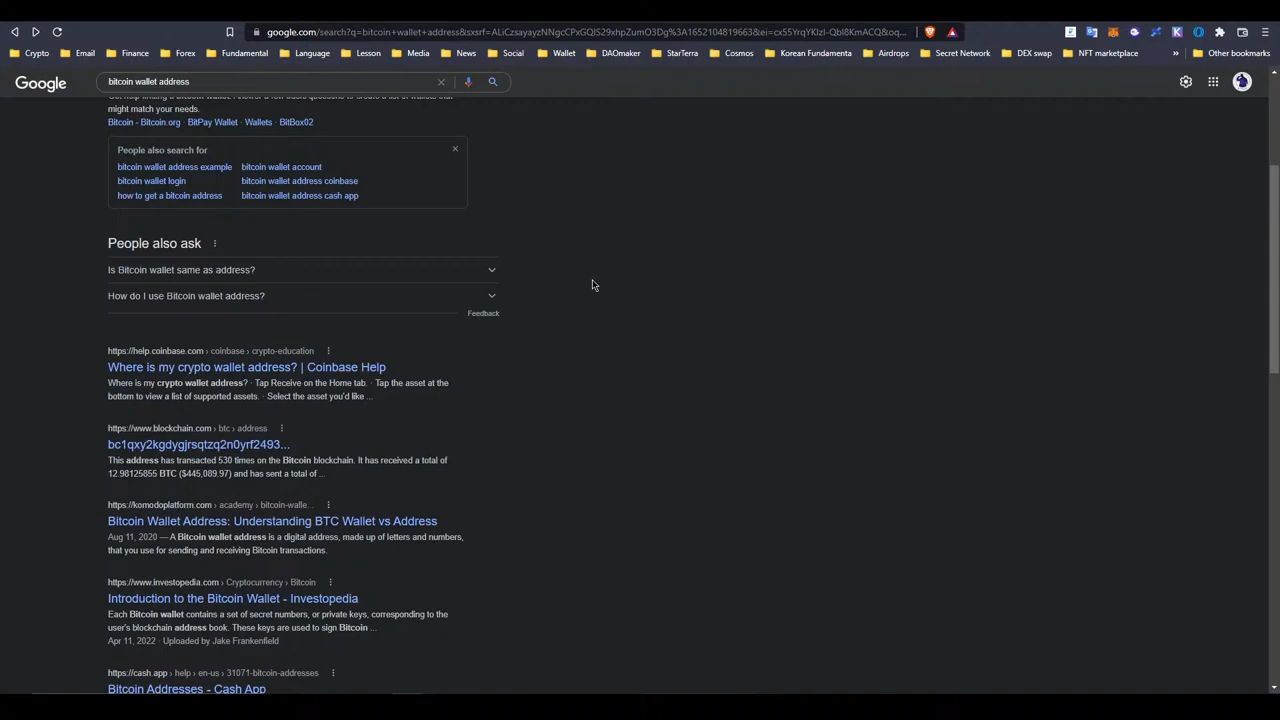 google.com/search?q=bitcoin+wallet+address&sxsrf=ALiCzsayayzNNgcCPxGQIS29xhpZumO3Dg%3A1652104819663&ei=cx55YrqYKIzd-QbI8KmACQ&oq...
Crypto Email Finance Forex Fundamental Language Lesson Media News Social Wallet DAOmaker StarTerra Cosmos Korean Fundamenta Airdrops Secret Network DEX swap NFT marketplace » Other bookmarks
Google bitcoin wallet address
might match your needs.
Bitcoin - Bitcoin.org · BitPay Wallet · Wallets · BitBox02
People also search for
bitcoin wallet address example bitcoin wallet account
bitcoin wallet login bitcoin wallet address coinbase
how to get a bitcoin address bitcoin wallet address cash app
People also ask
Is Bitcoin wallet same as address?
How do I use Bitcoin wallet address?
Feedback
https://help.coinbase.com › coinbase › crypto-education
Where is my crypto wallet address? | Coinbase Help
Where is my crypto wallet address? · Tap Receive on the Home tab. · Tap the asset at the
bottom to view a list of supported assets. · Select the asset you'd like ...
https://www.blockchain.com › btc › address
bc1qxy2kgdygjrsqtzq2n0yrf2493...
This address has transacted 530 times on the Bitcoin blockchain. It has received a total of
12.98125855 BTC ($445,089.97) and has sent a total of ...
https://komodoplatform.com › academy › bitcoin-walle...
Bitcoin Wallet Address: Understanding BTC Wallet vs Address
Aug 11, 2020 — A Bitcoin wallet address is a digital address, made up of letters and numbers,
that you use for sending and receiving Bitcoin transactions.
https://www.investopedia.com › Cryptocurrency › Bitcoin
Introduction to the Bitcoin Wallet - Investopedia
Each Bitcoin wallet contains a set of secret numbers, or private keys, corresponding to the
user's blockchain address book. These keys are used to sign Bitcoin ...
Apr 11, 2022 · Uploaded by Jake Frankenfield
https://cash.app › help › en-us › 31071-bitcoin-addresses
Bitcoin Addresses - Cash App